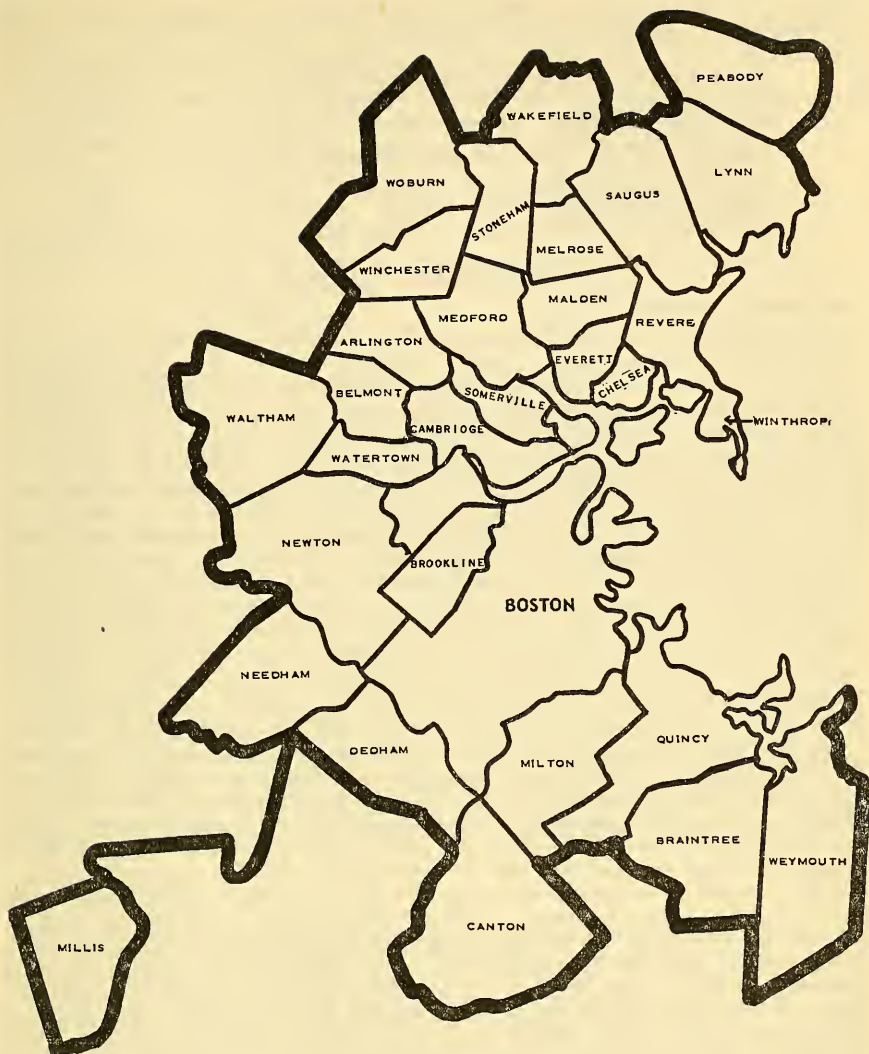 PEABODY
WAKEFIELD
LYNN
WOBURN
SAUGUS
STONEHAM
MELROSE
WINCHESTER
MALDEN
MEDFORD
REVERE
ARLINGTON
EVERETT
CHELSEA
BELMONT
SOMERVILLE
WALTHAM
CAMBRIDGE
WINTHROP
WATERTOWN
NEWTON
BROOKLINE
BOSTON
NEEDHAM
QUINCY
DEDHAM
MILTON
BRAINTREE
WEYMOUTH
CANTON
MILLIS